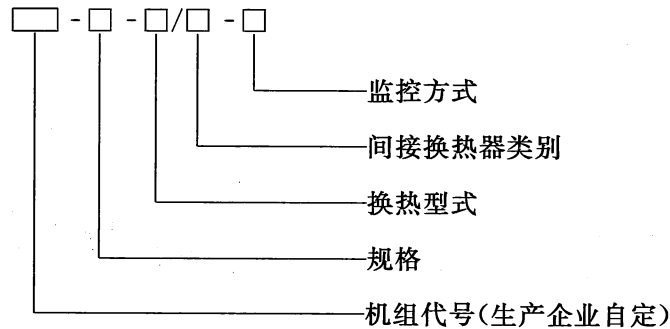 □-□-□/□-□
监控方式
间接换热器类别
换热型式
规格
机组代号(生产企业自定)